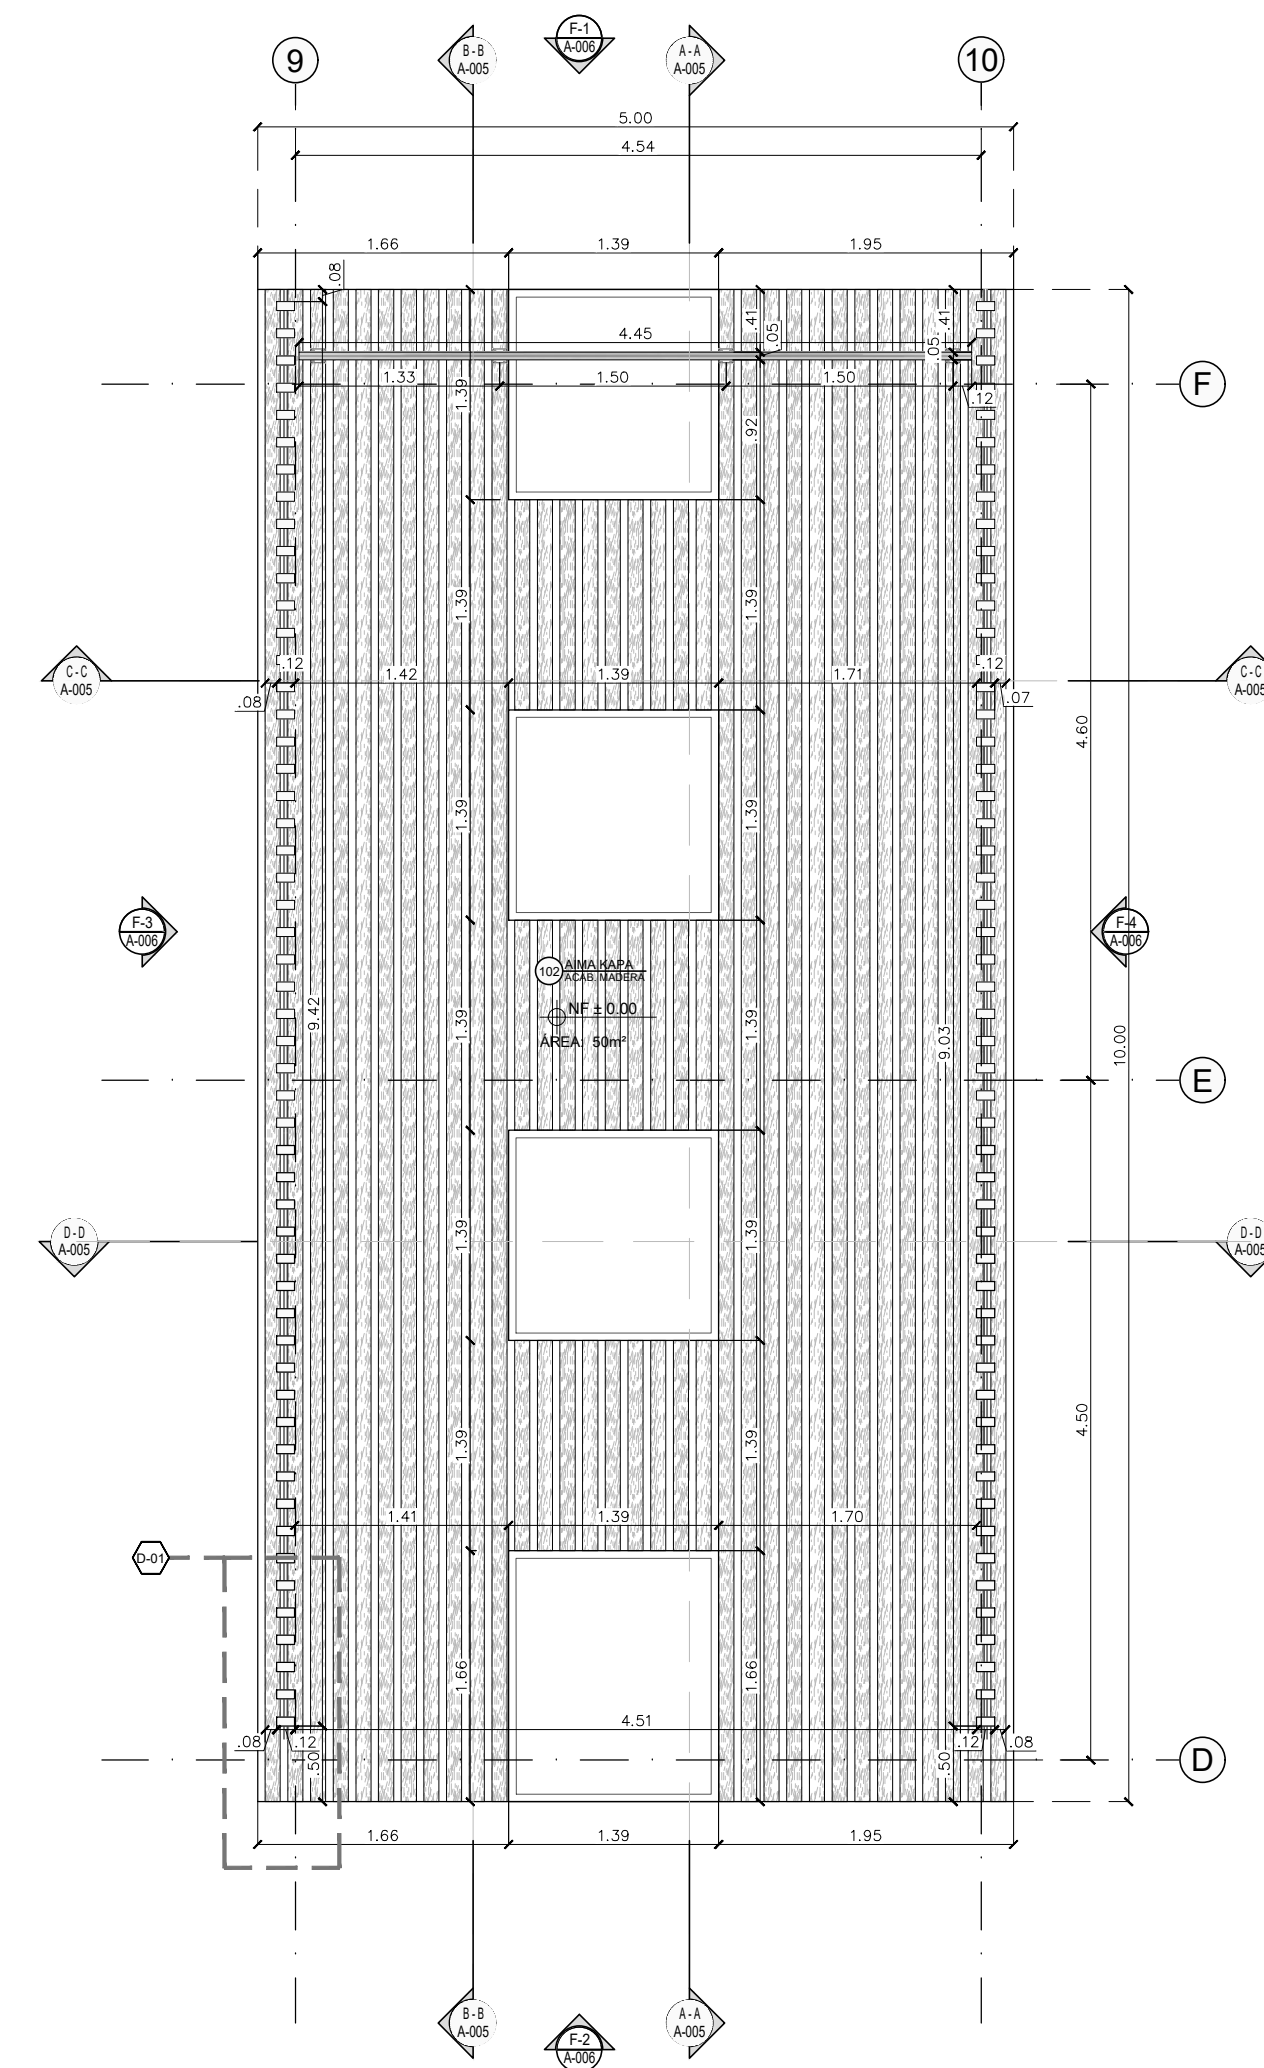 F-1
A-006
B-B
A-005
A-A
A-005
9
10
5.00
4.54
1.66
1.39
1.95
.08
4.45
.41
.05
.41
.05
1.33
1.50
1.50
.12
F
1.39
.92
1.39
1.39
C-C
A-005
.12
1.42
1.39
1.71
.12
C-C
A-005
.08
.07
4.60
1.39
1.39
F-3
A-006
F-4
A-006
102
AIMA KAPA
ACAB. MADERA
NF ± 0.00
ÁREA: 50m²
9.42
1.39
1.39
9.03
10.00
E
D-D
A-005
1.39
1.39
D-D
A-005
4.50
1.39
1.39
1.41
1.39
1.70
D-01
1.66
1.66
4.51
.08
.12
.50
.50
.12
.08
D
1.66
1.39
1.95
B-B
A-005
A-A
A-005
F-2
A-006